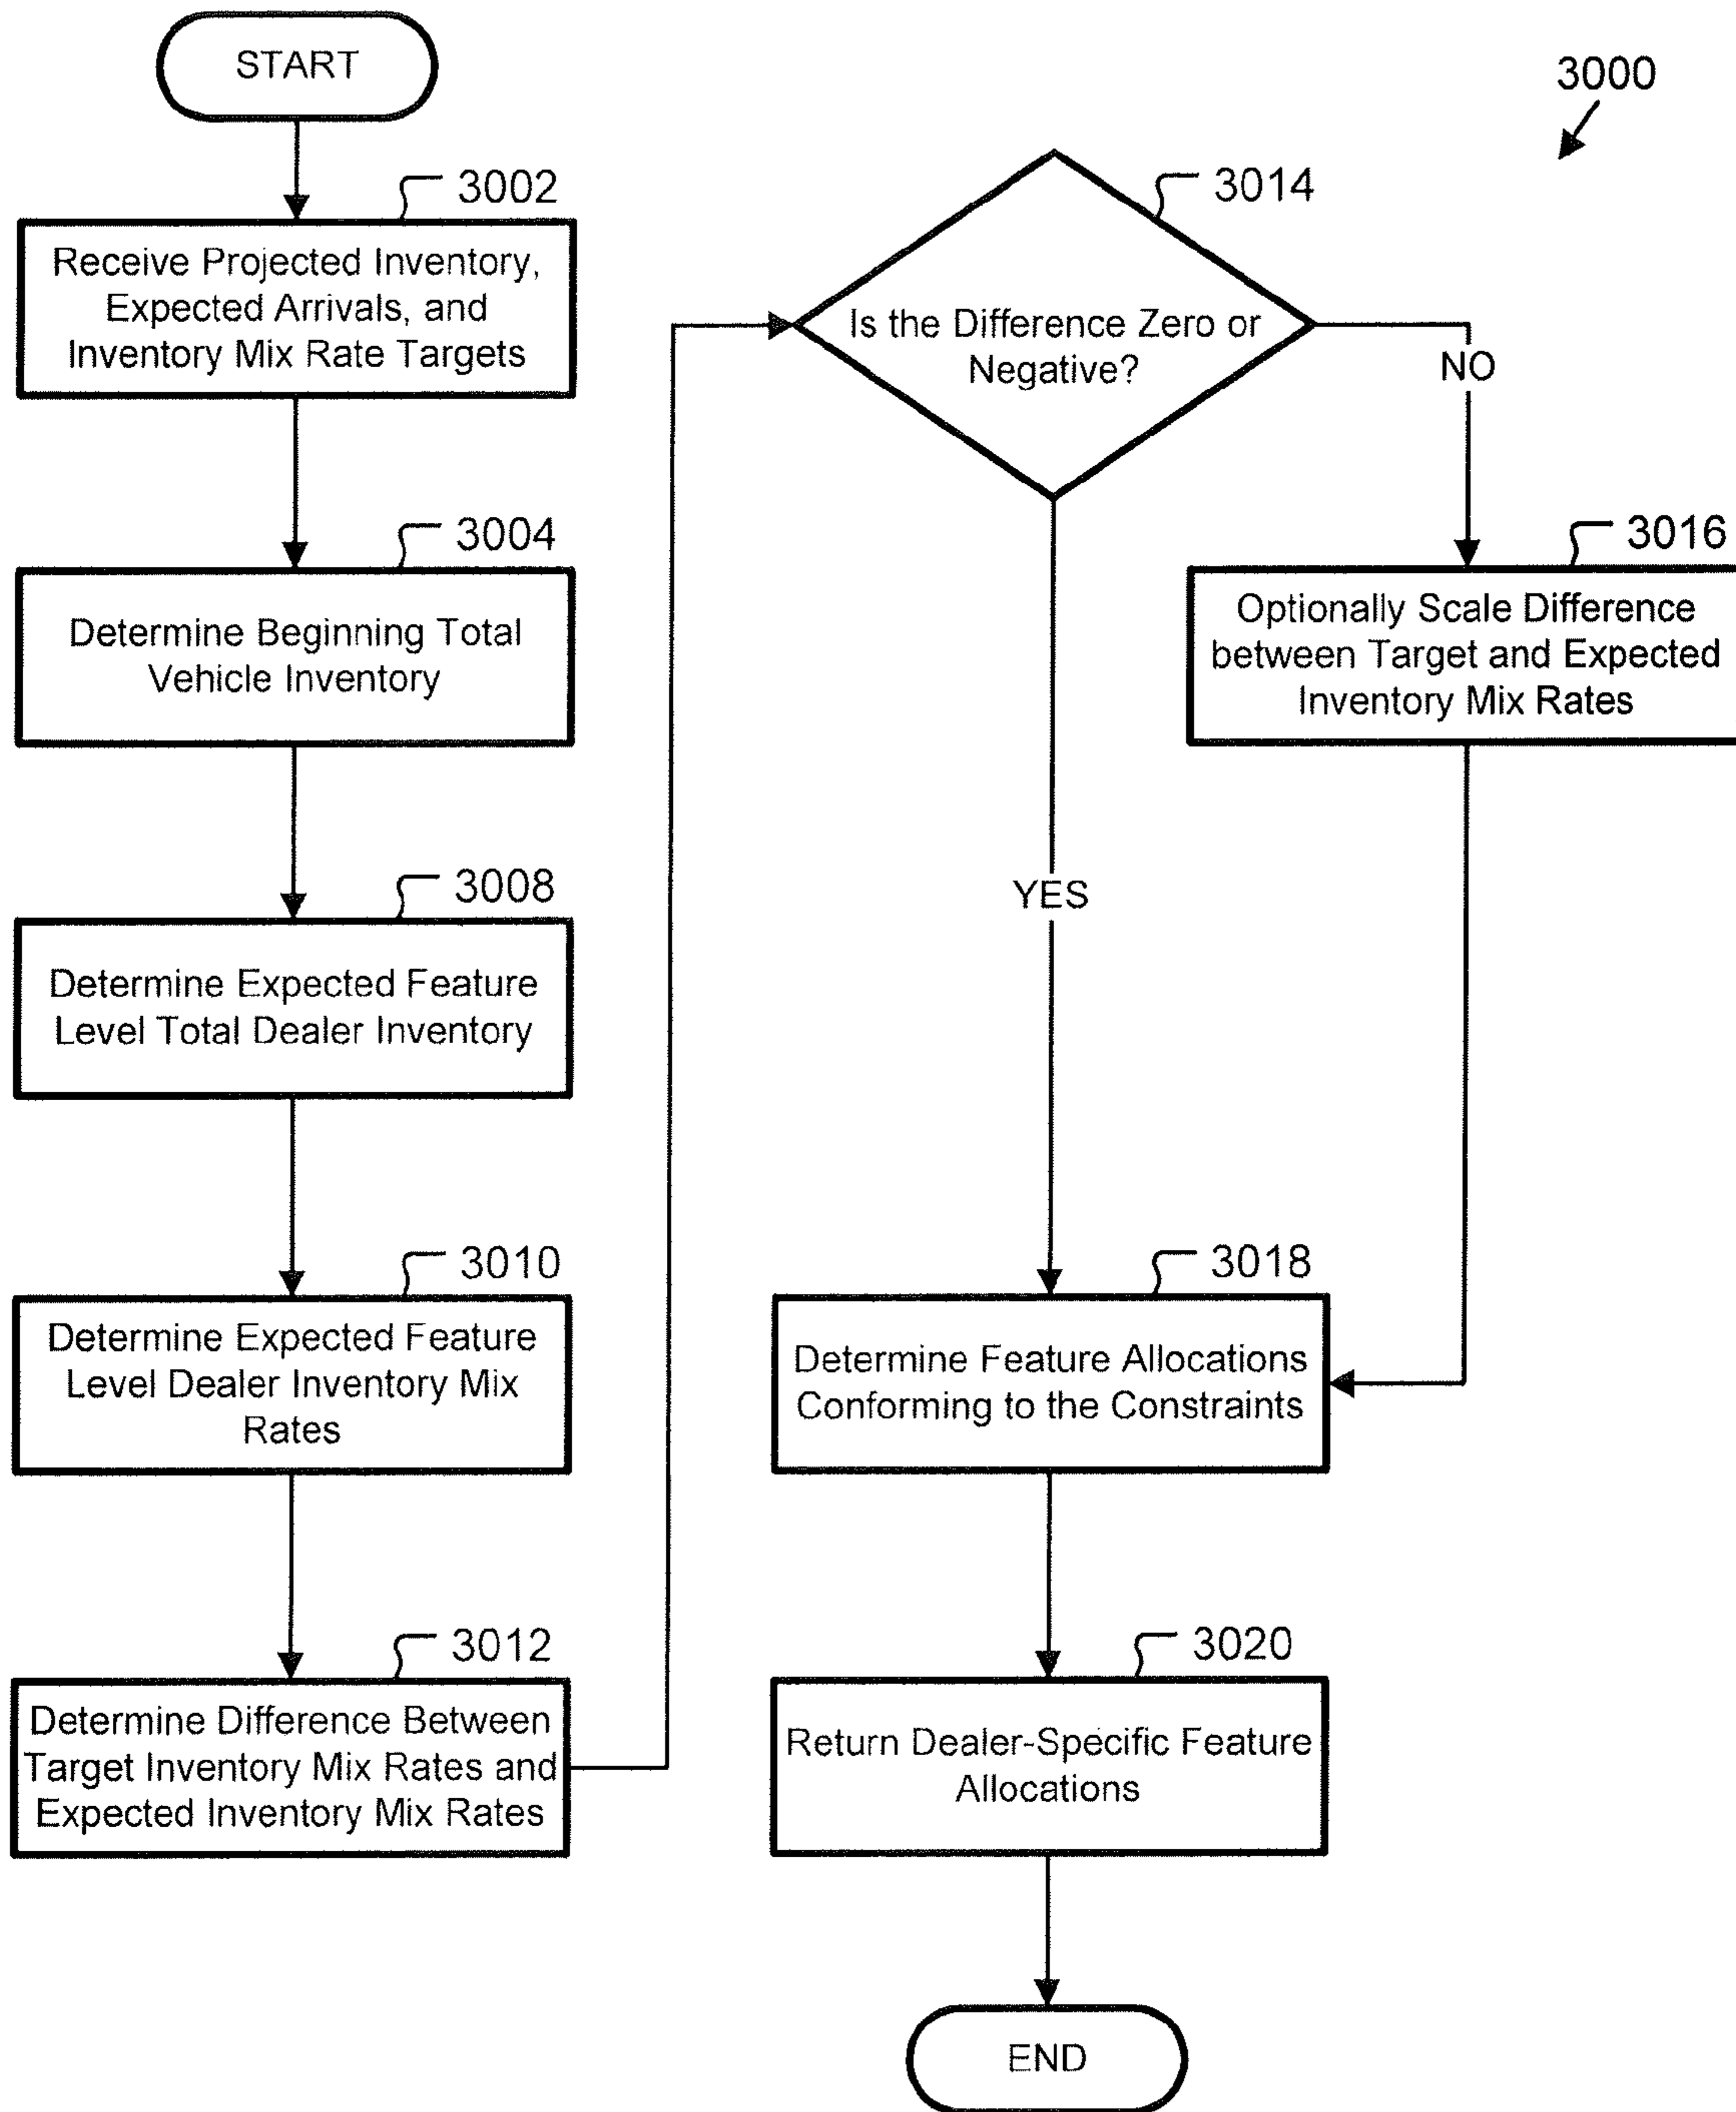 START
3000
3002
Receive Projected Inventory,
Expected Arrivals, and
Inventory Mix Rate Targets
3004
Determine Beginning Total
Vehicle Inventory
3008
Determine Expected Feature
Level Total Dealer Inventory
3010
Determine Expected Feature
Level Dealer Inventory Mix
Rates
3012
Determine Difference Between
Target Inventory Mix Rates and
Expected Inventory Mix Rates
3014
Is the Difference Zero or
Negative?
NO
YES
3016
Optionally Scale Difference
between Target and Expected
Inventory Mix Rates
3018
Determine Feature Allocations
Conforming to the Constraints
3020
Return Dealer-Specific Feature
Allocations
END